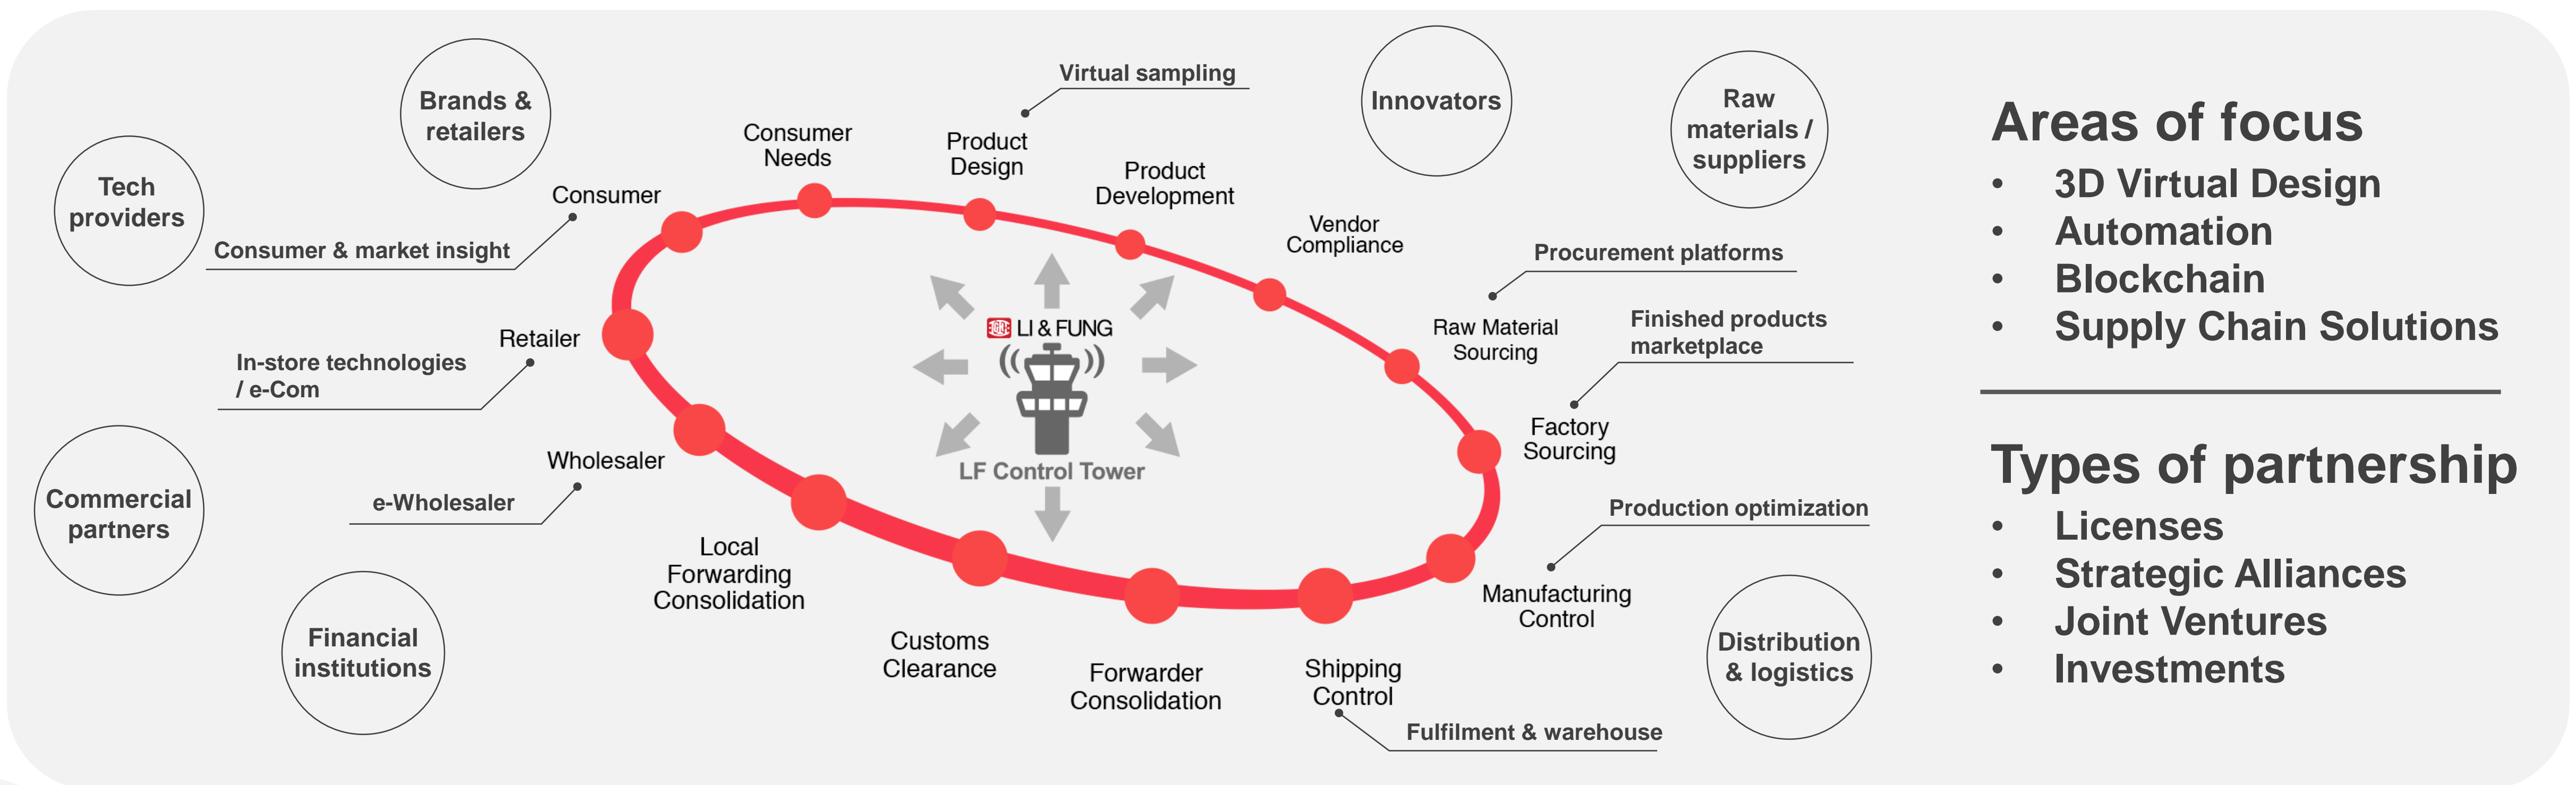 Brands &
retailers
Tech
providers
Consumer
Consumer & market insight
Consumer
Needs
Virtual sampling
Product
Design
Product
Development
Innovators
Raw
materials /
suppliers
Vendor
Compliance
Procurement platforms
Raw Material
Sourcing
Finished products
marketplace
Factory
Sourcing
Production optimization
Manufacturing
Control
Distribution
& logistics
Shipping
Control
Fulfilment & warehouse
Forwarder
Consolidation
Customs
Clearance
Local
Forwarding
Consolidation
Wholesaler
e-Wholesaler
Retailer
In-store technologies
/ e-Com
Commercial
partners
Financial
institutions
LI & FUNG
LF Control Tower
Areas of focus
• 3D Virtual Design
• Automation
• Blockchain
• Supply Chain Solutions
Types of partnership
• Licenses
• Strategic Alliances
• Joint Ventures
• Investments